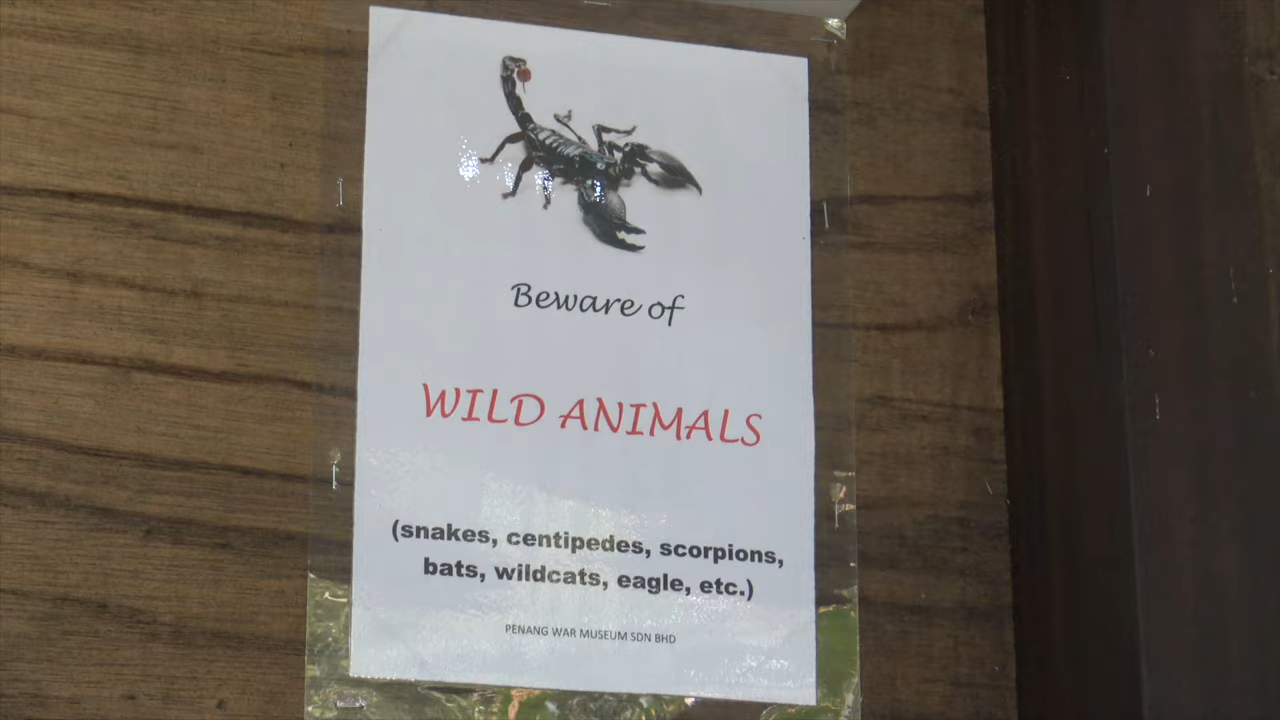 Beware of
WILD ANIMALS
(snakes, centipedes, scorpions,
bats, wildcats, eagle, etc.)
PENANG WAR MUSEUM SDN BHD